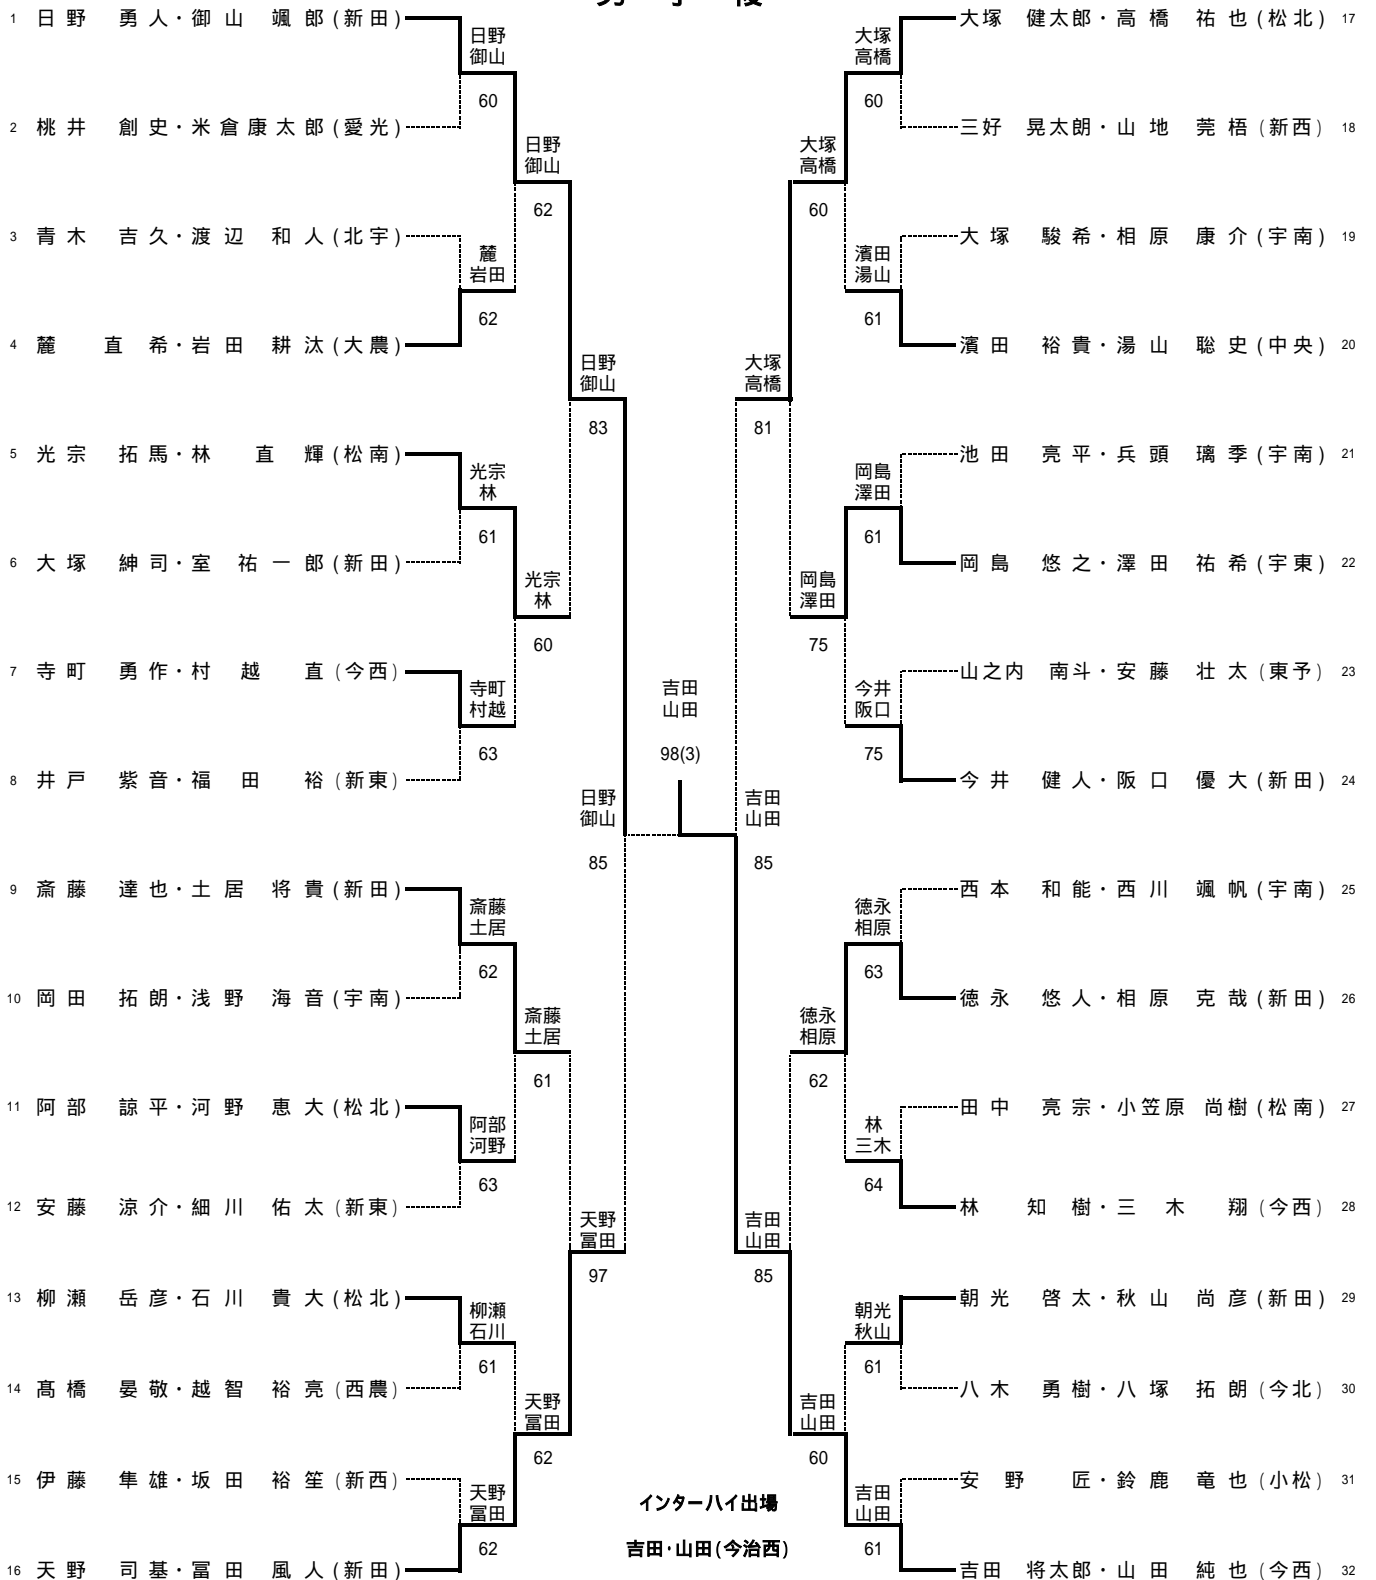 男子複
1 日野 勇人・御山 颯郎(新田)
2 桃井 創史・米倉康太郎(愛光)
3 青木 吉久・渡辺 和人(北宇)
4 麓 直希・岩田 耕汰(大農)
5 光宗 拓馬・林 直輝(松南)
6 大塚 紳司・室 祐一郎(新田)
7 寺町 勇作・村越 直(今西)
8 井戸 紫音・福田 裕(新東)
9 斎藤 達也・土居 将貴(新田)
10 岡田 拓朗・浅野 海音(宇南)
11 阿部 諒平・河野 恵大(松北)
12 安藤 涼介・細川 佑太(新東)
13 柳瀬 岳彦・石川 貴大(松北)
14 髙橋 晏敬・越智 裕亮(西農)
15 伊藤 隼雄・坂田 裕笙(新西)
16 天野 司基・冨田 風人(新田)
日野
御山
60
麓
岩田
62
光宗
林
61
寺町
村越
63
斎藤
土居
62
阿部
河野
63
柳瀬
石川
61
天野
冨田
62
日野
御山
62
光宗
林
60
斎藤
土居
61
天野
冨田
62
日野
御山
83
天野
冨田
97
日野
御山
85
吉田
山田
98(3)
吉田
山田
85
大塚
高橋
81
吉田
山田
85
大塚
高橋
60
岡島
澤田
75
徳永
相原
62
吉田
山田
60
大塚
高橋
60
濱田
湯山
61
岡島
澤田
61
今井
阪口
75
徳永
相原
63
林
三木
64
朝光
秋山
61
吉田
山田
61
大塚 健太郎・高橋 祐也(松北) 17
三好 晃太朗・山地 莞梧(新西) 18
大塚 駿希・相原 康介(宇南) 19
濱田 裕貴・湯山 聡史(中央) 20
池田 亮平・兵頭 璃季(宇南) 21
岡島 悠之・澤田 祐希(宇東) 22
山之内 南斗・安藤 壮太(東予) 23
今井 健人・阪口 優大(新田) 24
西本 和能・西川 颯帆(宇南) 25
徳永 悠人・相原 克哉(新田) 26
田中 亮宗・小笠原 尚樹(松南) 27
林 知樹・三木 翔(今西) 28
朝光 啓太・秋山 尚彦(新田) 29
八木 勇樹・八塚 拓朗(今北) 30
安野 匠・鈴鹿 竜也(小松) 31
吉田 将太郎・山田 純也(今西) 32
インターハイ出場
吉田・山田(今治西)